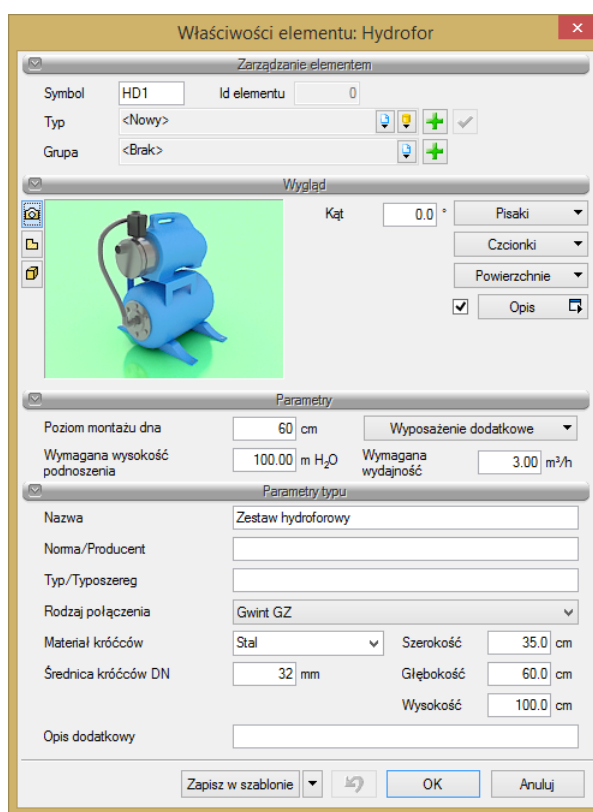 Właściwości elementu: Hydrofor
Zarządzanie elementem
Symbol HD1 Id elementu 0
Typ <Nowy>
Grupa <Brak>
Wygląd
Kąt 0.0 ° Pisaki
Czcionki
Powierzchnie
Opis
Parametry
Poziom montażu dna 60 cm Wyposażenie dodatkowe
Wymagana wysokość podnoszenia 100.00 m H₂O Wymagana wydajność 3.00 m³/h
Parametry typu
Nazwa Zestaw hydroforowy
Norma/Producent
Typ/Typoszereg
Rodzaj połączenia Gwint GZ
Materiał króćców Stal Szerokość 35.0 cm
Średnica króćców DN 32 mm Głębokość 60.0 cm
Wysokość 100.0 cm
Opis dodatkowy
Zapisz w szablonie OK Anuluj